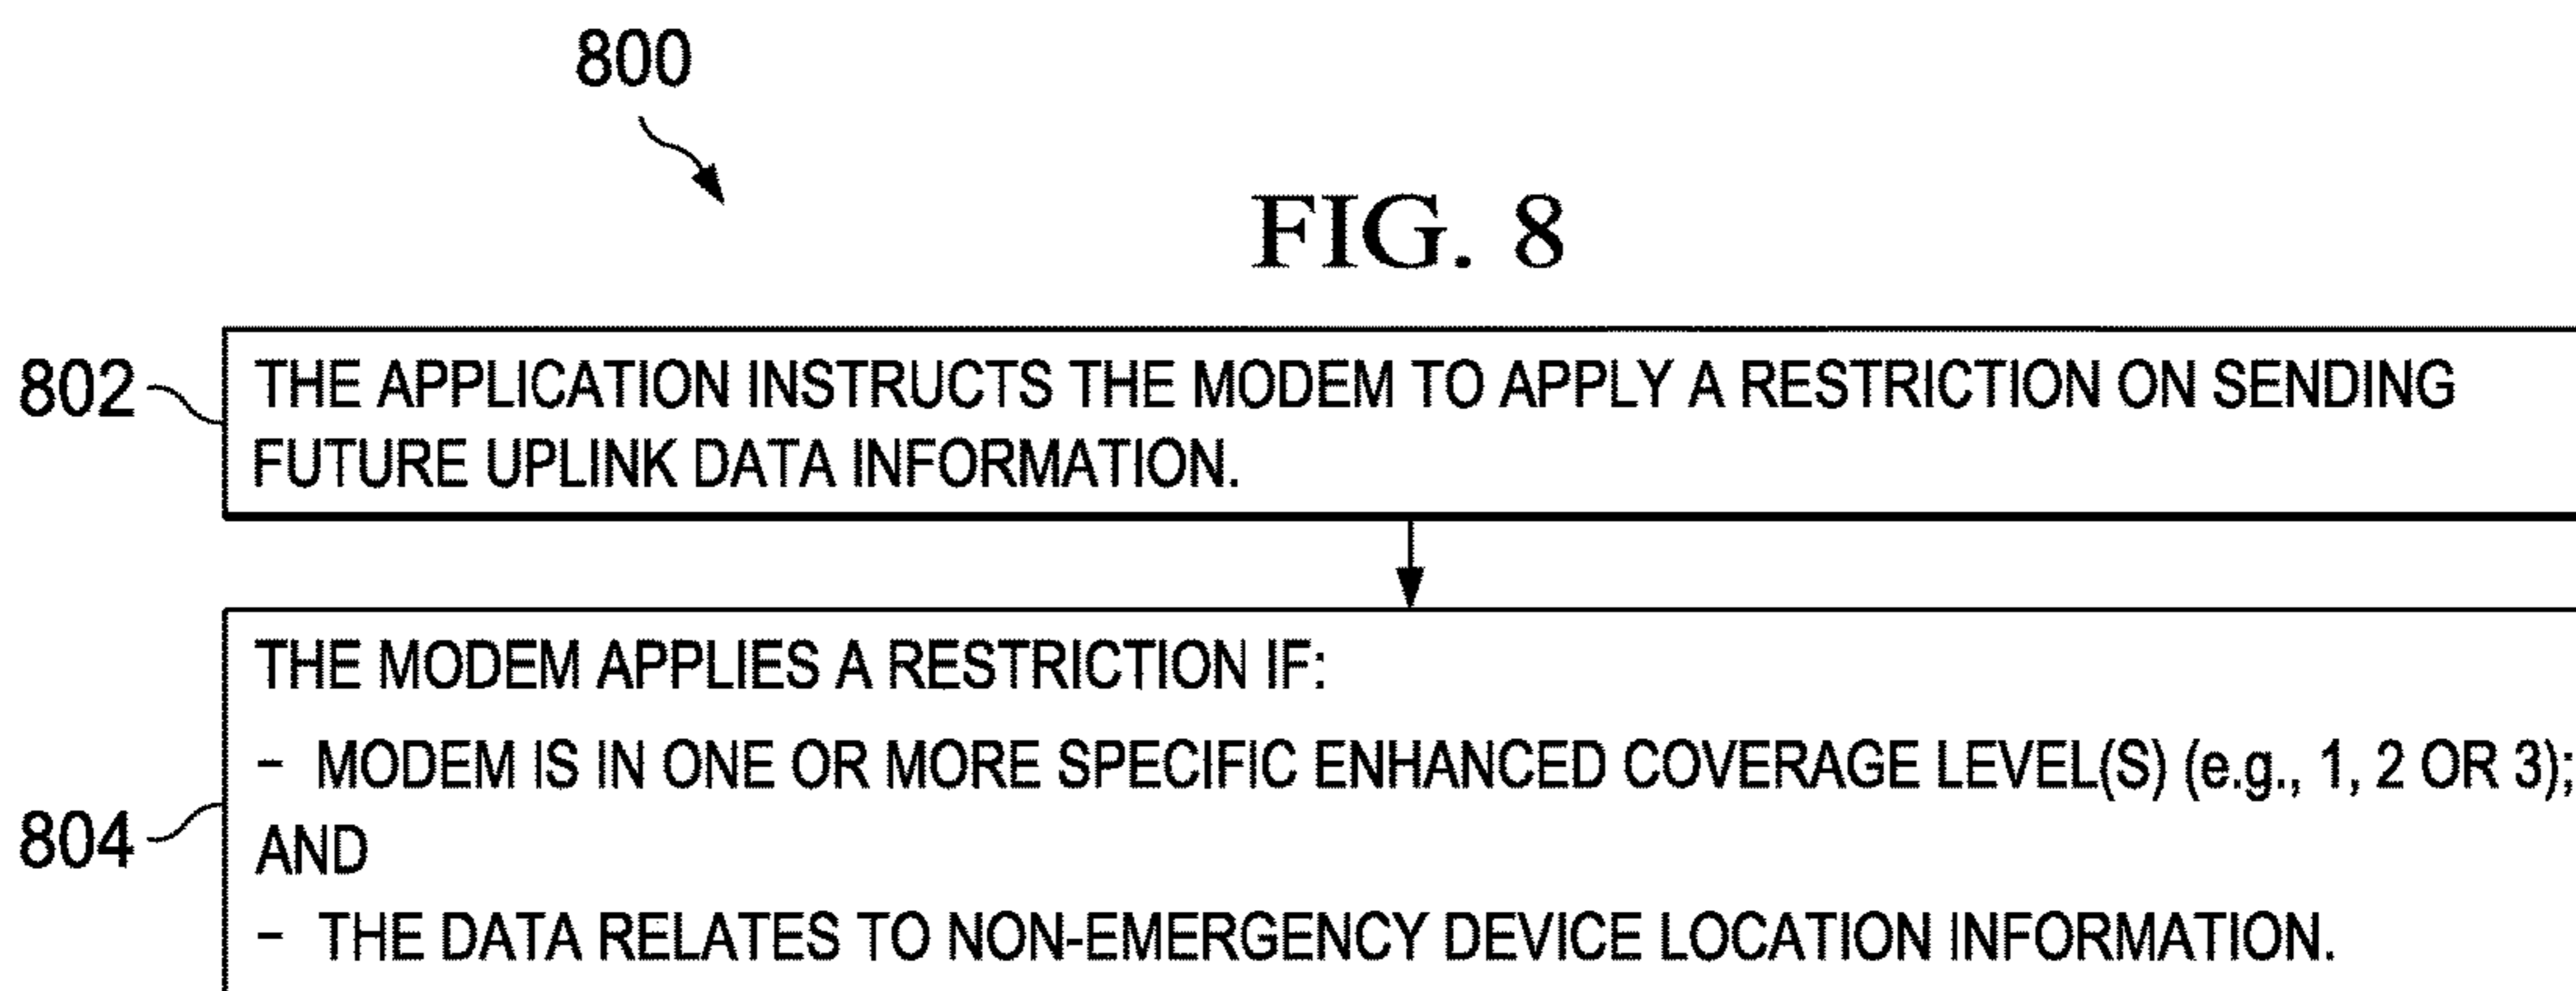 800
FIG. 8
802
THE APPLICATION INSTRUCTS THE MODEM TO APPLY A RESTRICTION ON SENDING
FUTURE UPLINK DATA INFORMATION.
804
THE MODEM APPLIES A RESTRICTION IF:
- MODEM IS IN ONE OR MORE SPECIFIC ENHANCED COVERAGE LEVEL(S) (e.g., 1, 2 OR 3);
AND
- THE DATA RELATES TO NON-EMERGENCY DEVICE LOCATION INFORMATION.